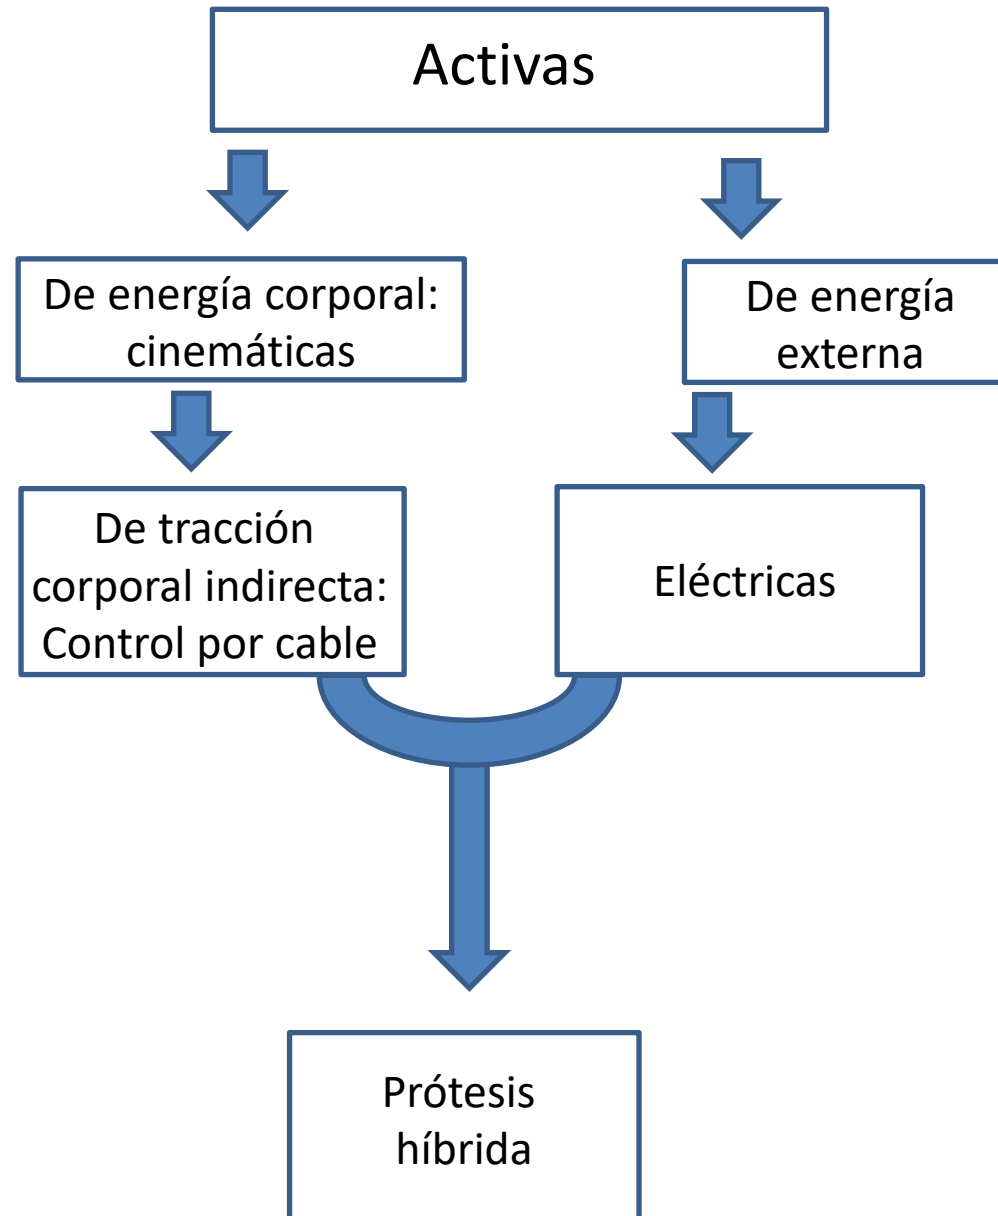 Activas
De energía corporal:
cinemáticas
De energía
externa
De tracción
corporal indirecta:
Control por cable
Eléctricas
Prótesis
híbrida